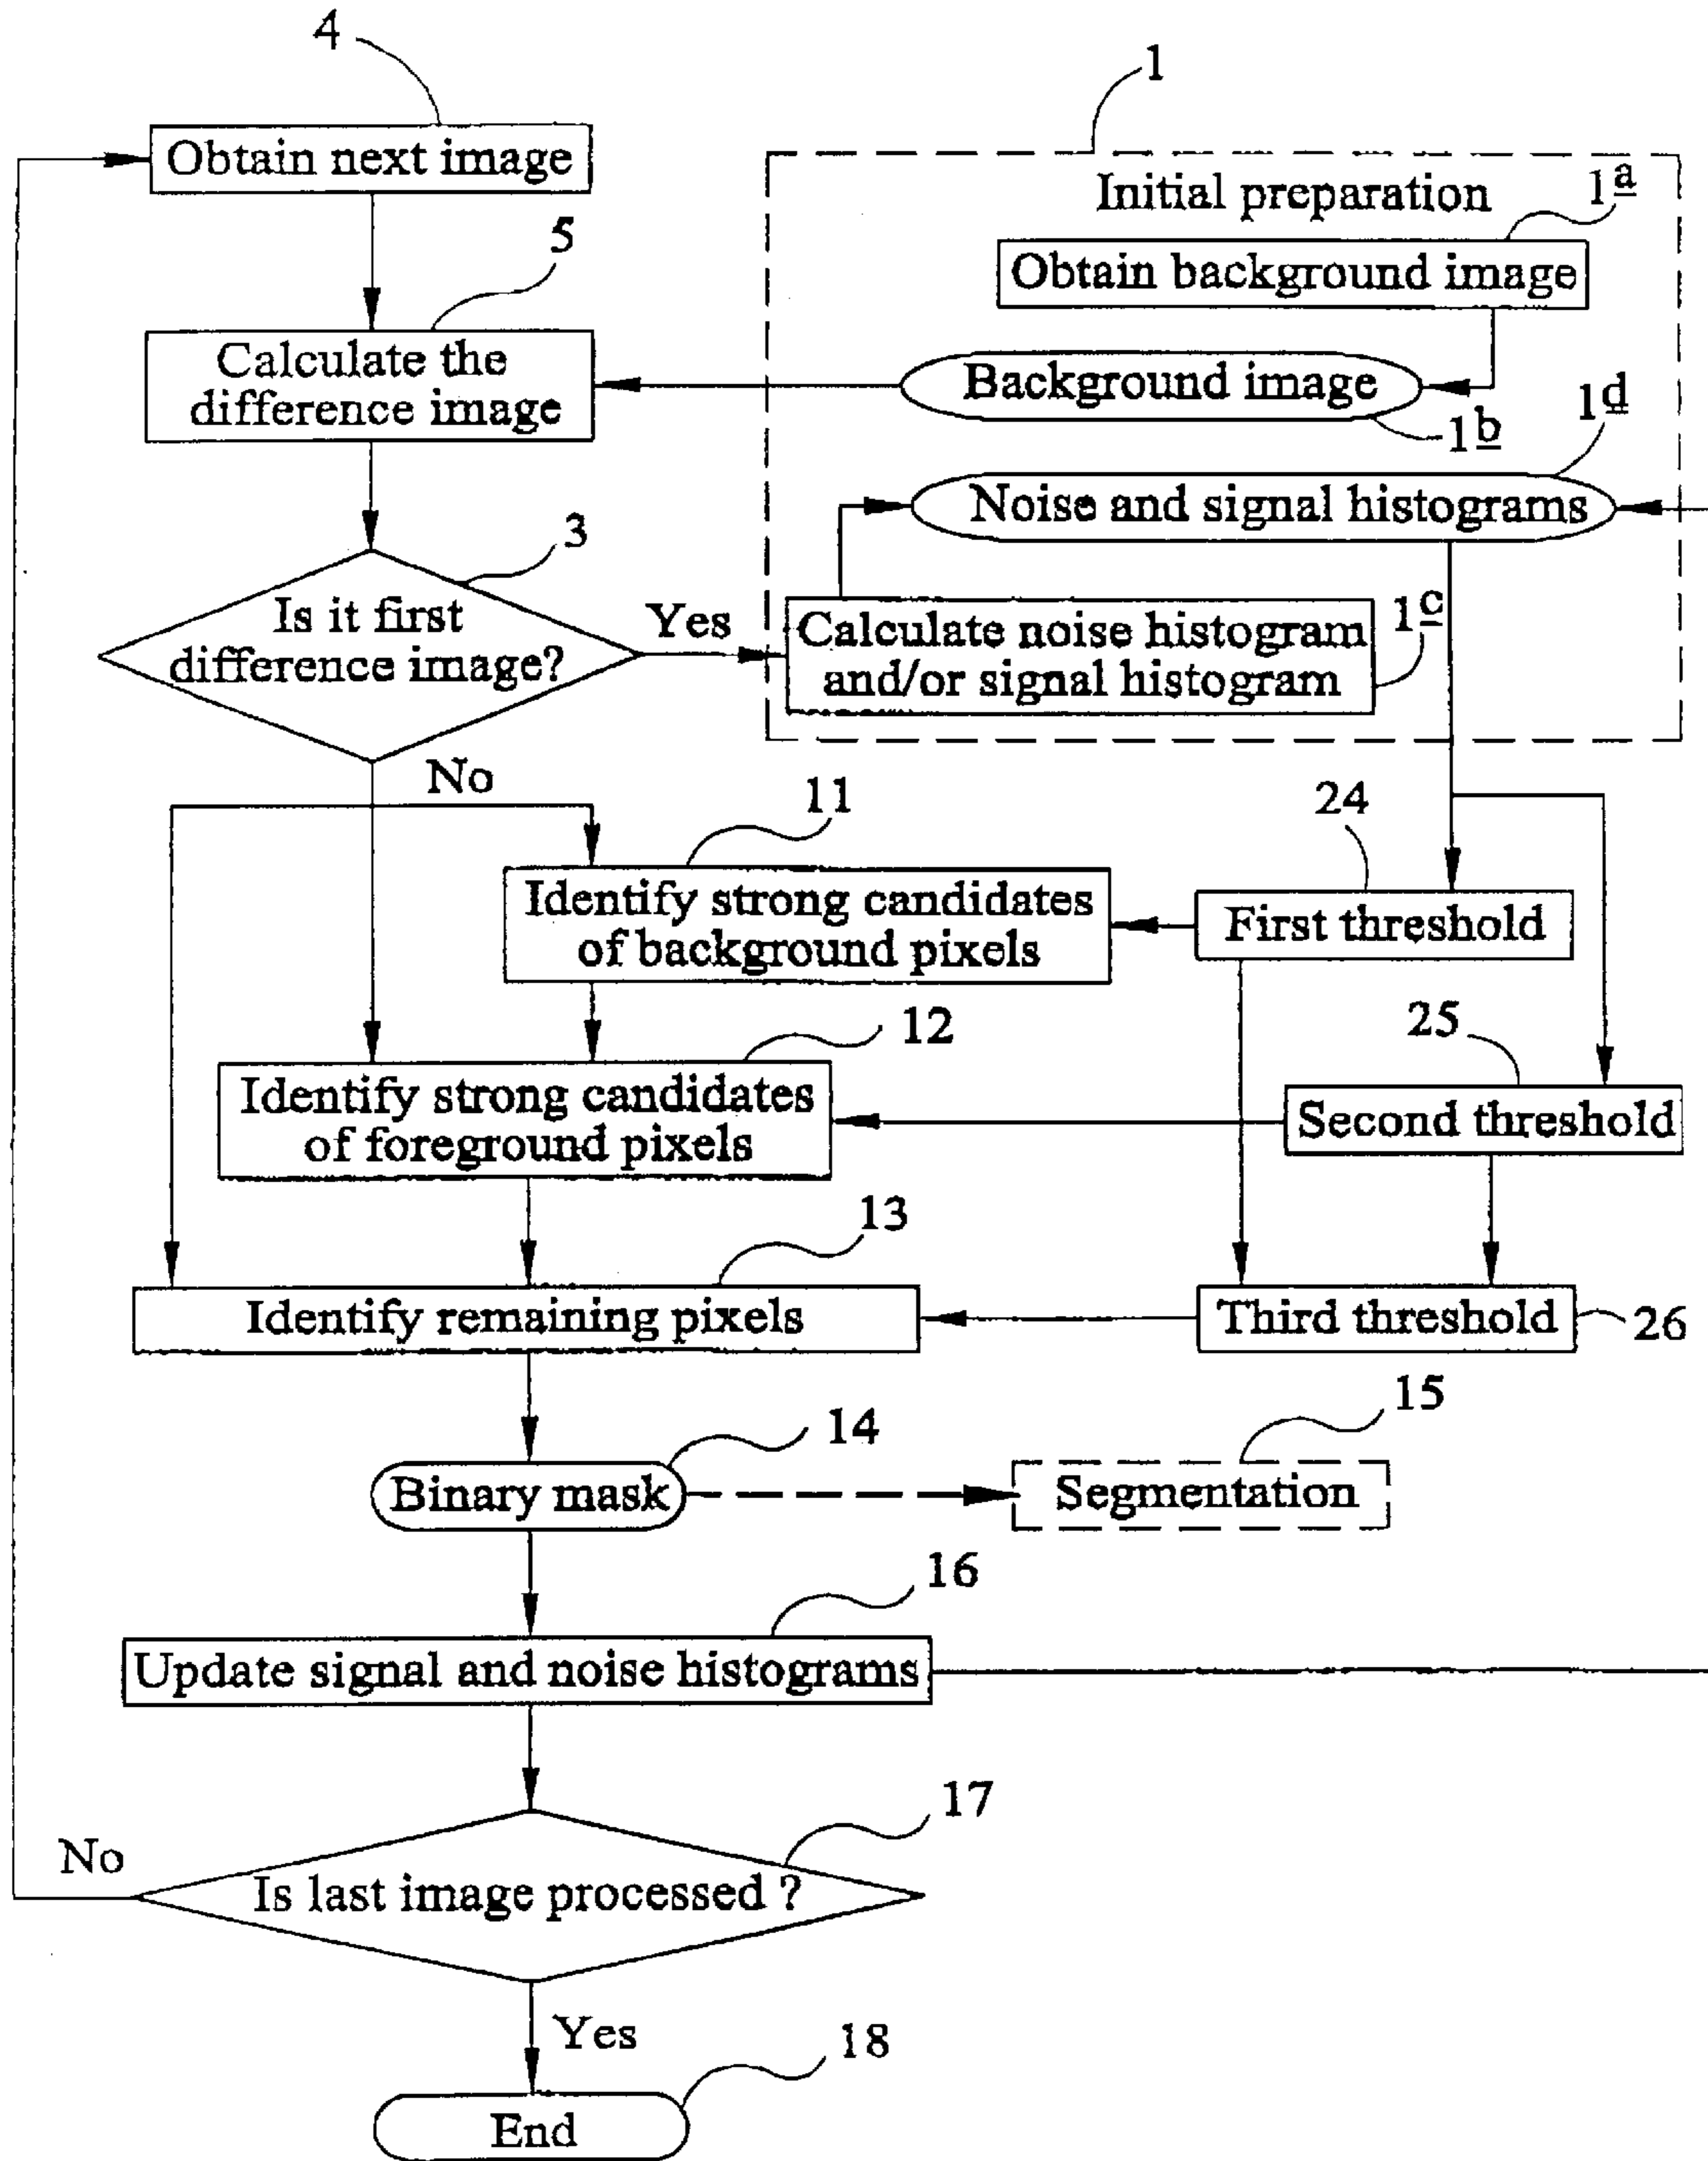 4
Obtain next image
1
Initial preparation
1a
Obtain background image
5
Calculate the
difference image
Background image
1b
1d
Noise and signal histograms
3
Is it first
difference image?
Yes
Calculate noise histogram
and/or signal histogram
1c
No
11
Identify strong candidates
of background pixels
24
First threshold
12
Identify strong candidates
of foreground pixels
25
Second threshold
13
Identify remaining pixels
Third threshold
26
14
Binary mask
15
Segmentation
16
Update signal and noise histograms
17
No
Is last image processed ?
Yes
18
End